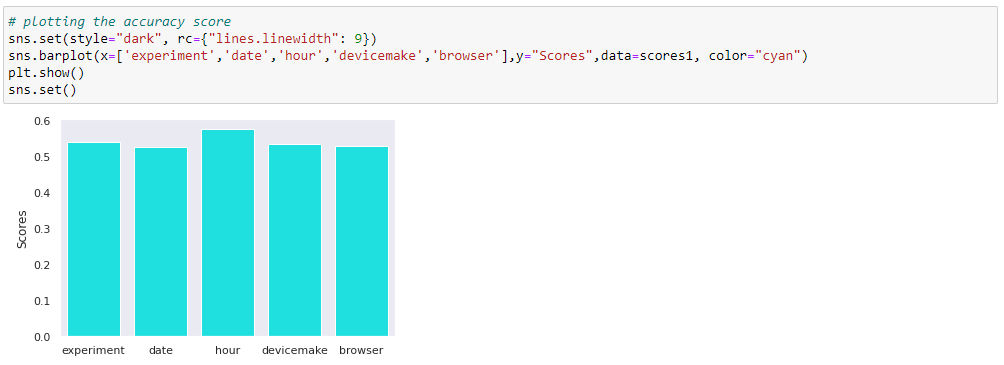 # plotting the accuracy score
sns.set(style="dark", rc={"lines.linewidth": 9})
sns.barplot(x=['experiment','date','hour','devicemake','browser'],y="Scores",data=scores1, color="cyan")
plt.show()
sns.set()
0.6
0.5
0.4
0.3
0.2
0.1
0.0
Scores
experiment date hour devicemake browser